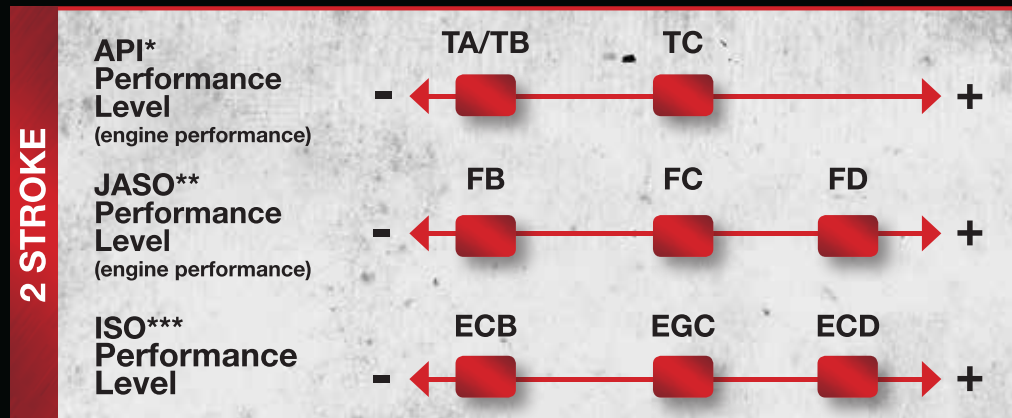 2 STROKE
API*
Performance
Level
(engine performance)
TA/TB
TC
-
+
JASO**
Performance
Level
(engine performance)
FB
FC
FD
-
+
ISO***
Performance
Level
ECB
EGC
ECD
-
+